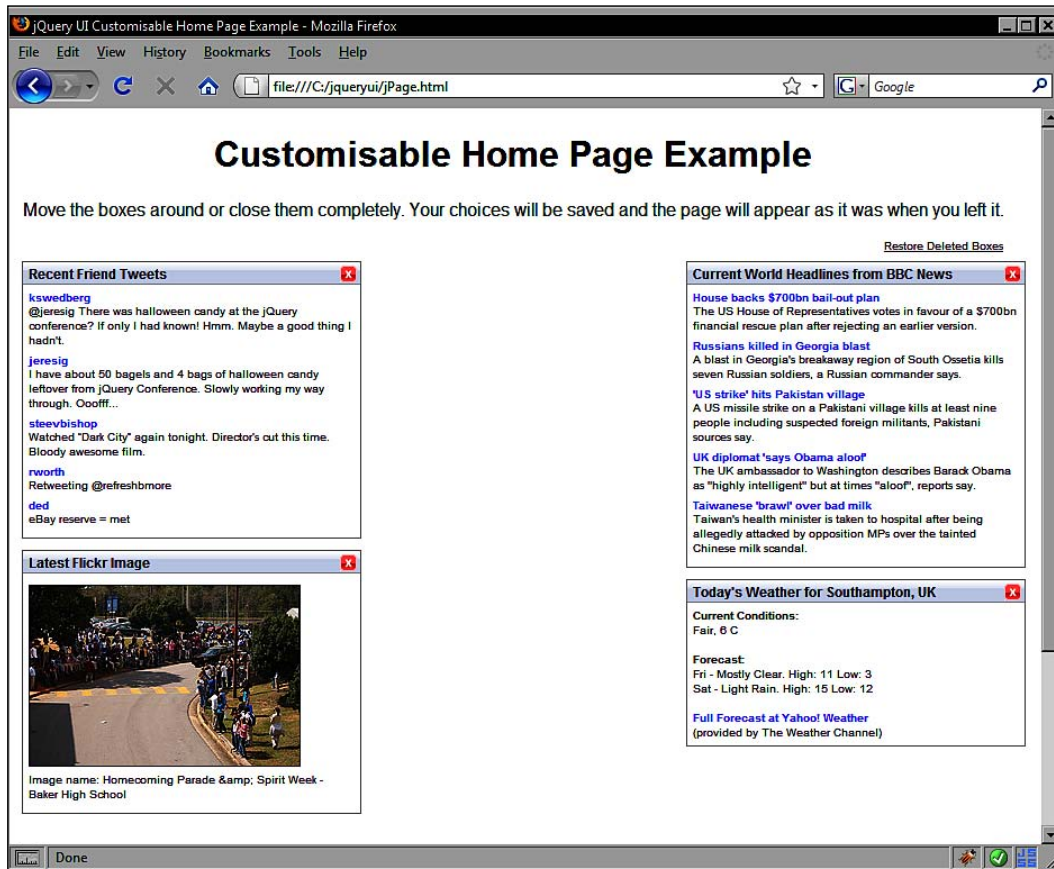 jQuery UI Customisable Home Page Example - Mozilla Firefox
File Edit View History Bookmarks Tools Help
file:///C:/jqueryui/jPage.html
G Google
Customisable Home Page Example
Move the boxes around or close them completely. Your choices will be saved and the page will appear as it was when you left it.
Restore Deleted Boxes
Recent Friend Tweets X
kswedberg
@jeresig There was halloween candy at the jQuery
conference? If only I had known! Hmm. Maybe a good thing I
hadn't.
jeresig
I have about 50 bagels and 4 bags of halloween candy
leftover from jQuery Conference. Slowly working my way
through. Ooofff...
steevbishop
Watched "Dark City" again tonight. Director's cut this time.
Bloody awesome film.
rworth
Retweeting @refreshbmore
ded
eBay reserve = met
Latest Flickr Image X
Image name: Homecoming Parade &amp; Spirit Week -
Baker High School
Current World Headlines from BBC News X
House backs $700bn bail-out plan
The US House of Representatives votes in favour of a $700bn
financial rescue plan after rejecting an earlier version.
Russians killed in Georgia blast
A blast in Georgia's breakaway region of South Ossetia kills
seven Russian soldiers, a Russian commander says.
'US strike' hits Pakistan village
A US missile strike on a Pakistani village kills at least nine
people including suspected foreign militants, Pakistani
sources say.
UK diplomat 'says Obama aloof'
The UK ambassador to Washington describes Barack Obama
as "highly intelligent" but at times "aloof", reports say.
Taiwanese 'brawl' over bad milk
Taiwan's health minister is taken to hospital after being
allegedly attacked by opposition MPs over the tainted
Chinese milk scandal.
Today's Weather for Southampton, UK X
Current Conditions:
Fair, 6 C
Forecast:
Fri - Mostly Clear. High: 11 Low: 3
Sat - Light Rain. High: 15 Low: 12
Full Forecast at Yahoo! Weather
(provided by The Weather Channel)
Done